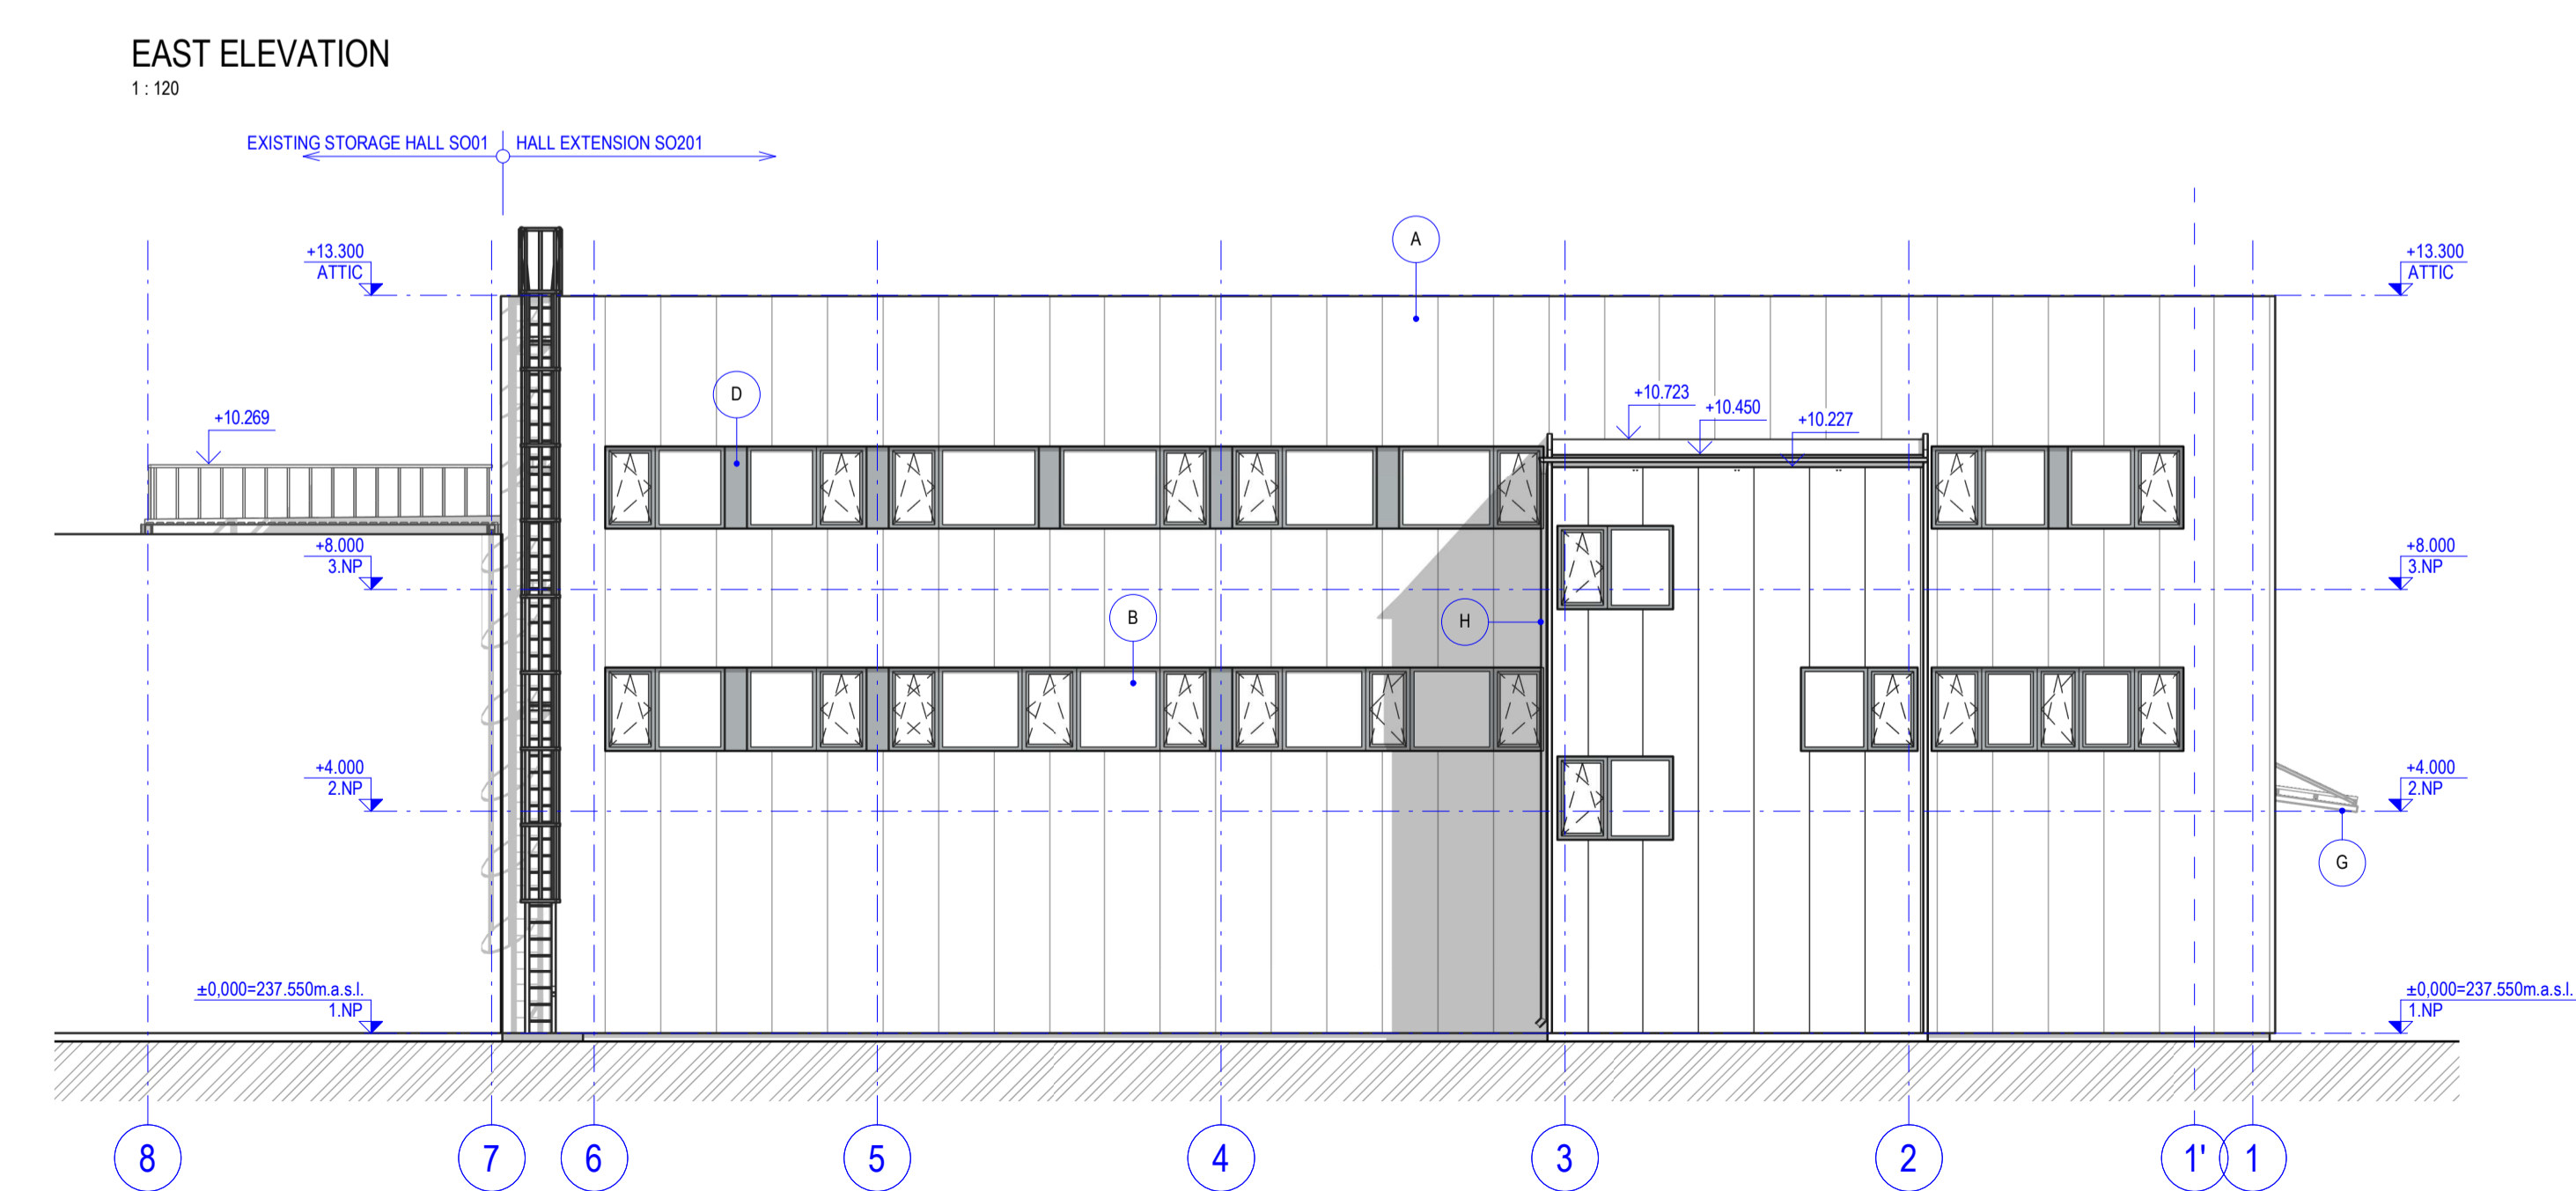 EAST ELEVATION
1 : 120
EXISTING STORAGE HALL SO01
HALL EXTENSION SO201
A
+13.300
ATTIC
+13.300
ATTIC
D
+10.723
+10.450
+10.227
+10.269
+8.000
3.NP
+8.000
3.NP
B
H
+4.000
2.NP
+4.000
2.NP
G
±0,000=237.550m.a.s.l.
1.NP
±0,000=237.550m.a.s.l.
1.NP
8
7
6
5
4
3
2
1'
1